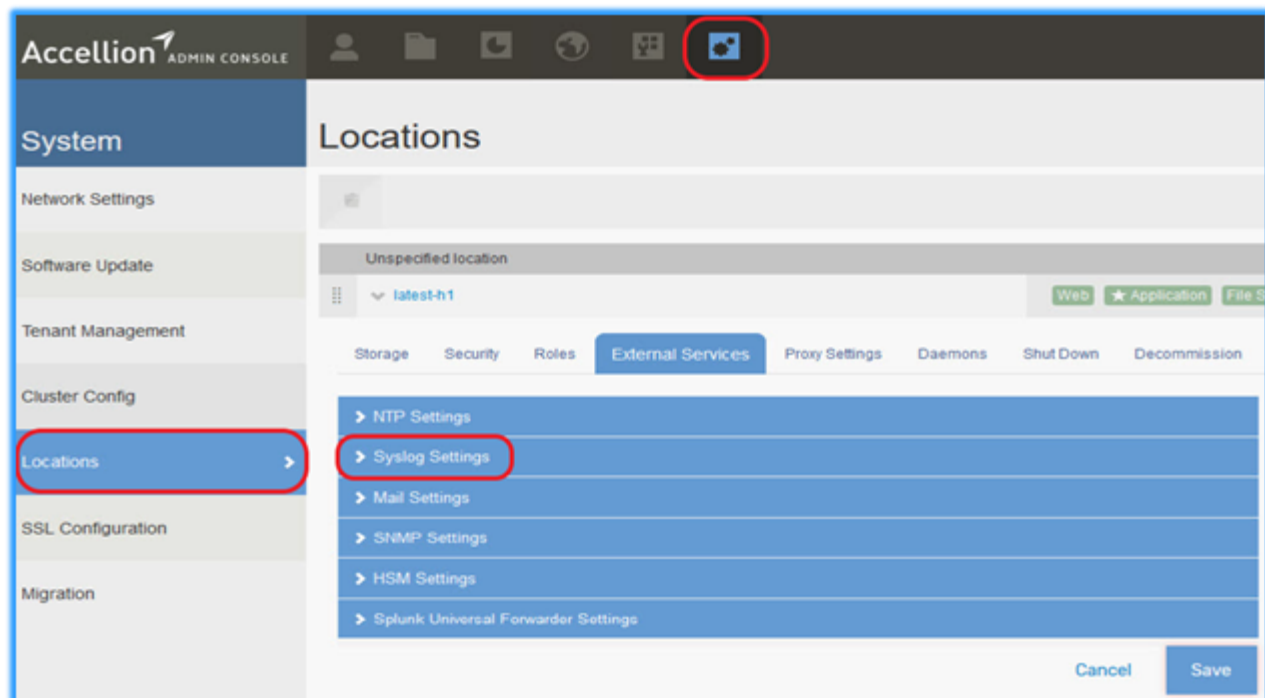 Accellion ADMIN CONSOLE
System
Network Settings
Software Update
Tenant Management
Cluster Config
Locations
SSL Configuration
Migration
Locations
Unspecified location
latest-h1
Web Application File S
Storage Security Roles External Services Proxy Settings Daemons Shut Down Decommission
NTP Settings
Syslog Settings
Mail Settings
SNMP Settings
HSM Settings
Splunk Universal Forwarder Settings
Cancel Save